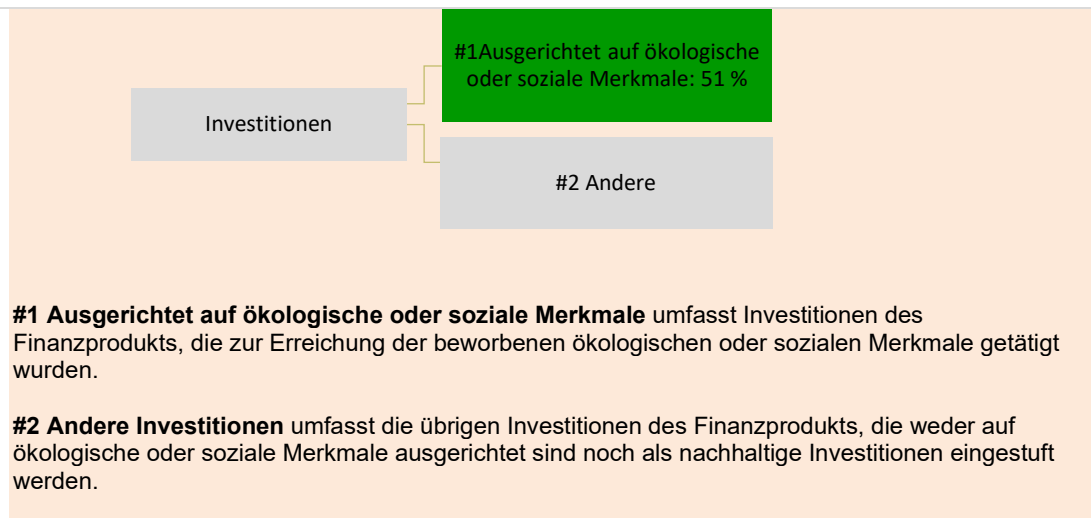 #1Ausgerichtet auf ökologische
oder soziale Merkmale: 51 %
Investitionen
#2 Andere
#1 Ausgerichtet auf ökologische oder soziale Merkmale umfasst Investitionen des
Finanzprodukts, die zur Erreichung der beworbenen ökologischen oder sozialen Merkmale getätigt
wurden.
#2 Andere Investitionen umfasst die übrigen Investitionen des Finanzprodukts, die weder auf
ökologische oder soziale Merkmale ausgerichtet sind noch als nachhaltige Investitionen eingestuft
werden.